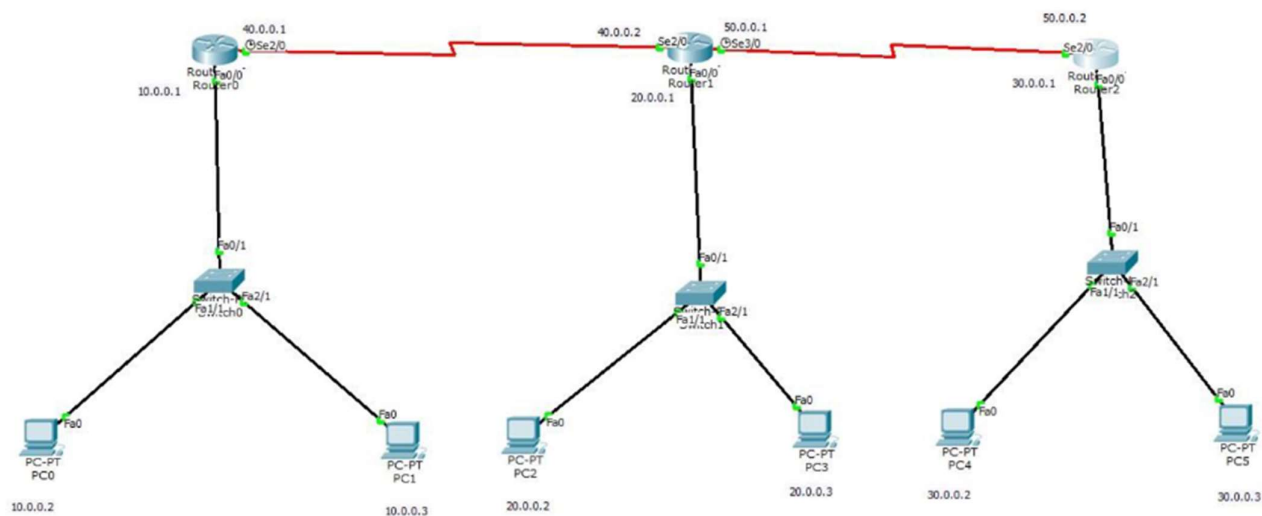 40.0.0.1
Se2/0
Fa0/0
Router0
10.0.0.1
40.0.0.2
Se2/0
50.0.0.1
Se3/0
Fa0/0
Router1
20.0.0.1
50.0.0.2
Se2/0
Fa0/0
Router2
30.0.0.1
Fa0/1
Fa1/1
Fa2/1
Switch0
Fa0/1
Fa1/1
Fa2/1
Switch1
Fa0/1
Fa1/1
Fa2/1
Fa0
PC-PT
PC0
10.0.0.2
Fa0
PC-PT
PC1
10.0.0.3
Fa0
PC-PT
PC2
20.0.0.2
Fa0
PC-PT
PC3
20.0.0.3
Fa0
PC-PT
PC4
30.0.0.2
Fa0
PC-PT
PC5
30.0.0.3